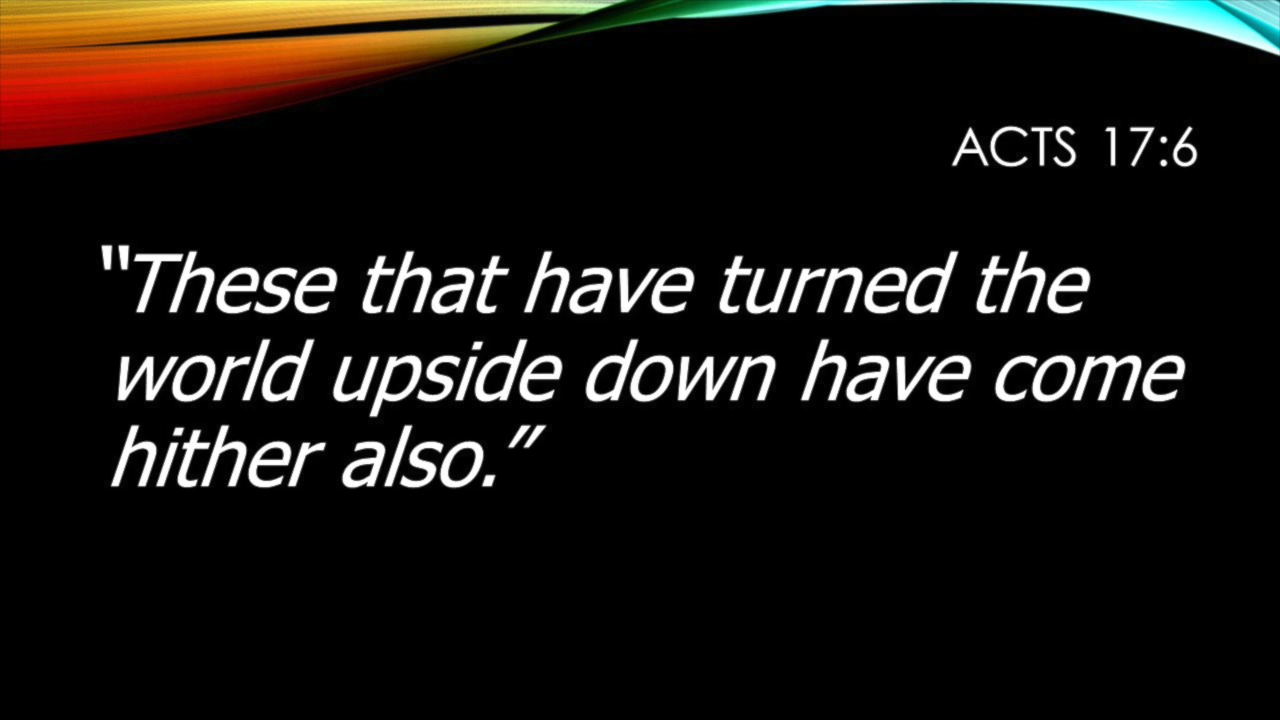 ACTS 17:6
"These that have turned the
world upside down have come
hither also.”